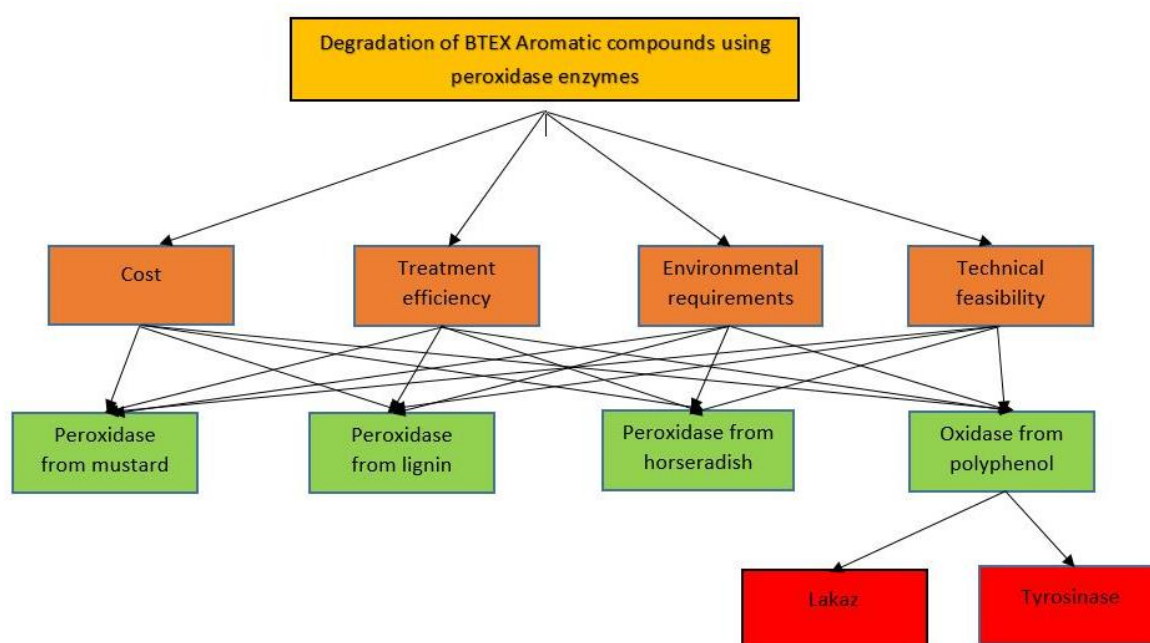 Degradation of BTEX Aromatic compounds using
peroxidase enzymes
Cost
Treatment
efficiency
Environmental
requirements
Technical
feasibility
Peroxidase
from mustard
Peroxidase
from lignin
Peroxidase from
horseradish
Oxidase from
polyphenol
Lakaz
Tyrosinase